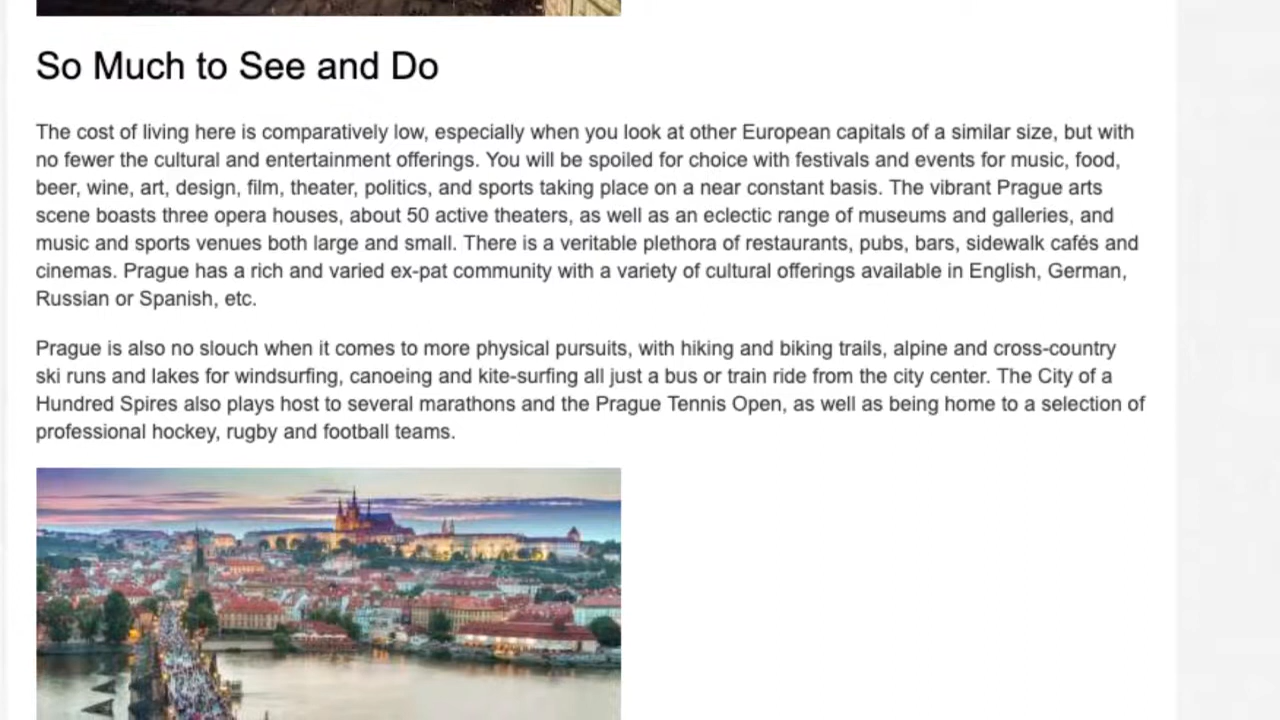 So Much to See and Do
The cost of living here is comparatively low, especially when you look at other European capitals of a similar size, but with
no fewer the cultural and entertainment offerings. You will be spoiled for choice with festivals and events for music, food,
beer, wine, art, design, film, theater, politics, and sports taking place on a near constant basis. The vibrant Prague arts
scene boasts three opera houses, about 50 active theaters, as well as an eclectic range of museums and galleries, and
music and sports venues both large and small. There is a veritable plethora of restaurants, pubs, bars, sidewalk cafés and
cinemas. Prague has a rich and varied ex-pat community with a variety of cultural offerings available in English, German,
Russian or Spanish, etc.
Prague is also no slouch when it comes to more physical pursuits, with hiking and biking trails, alpine and cross-country
ski runs and lakes for windsurfing, canoeing and kite-surfing all just a bus or train ride from the city center. The City of a
Hundred Spires also plays host to several marathons and the Prague Tennis Open, as well as being home to a selection of
professional hockey, rugby and football teams.